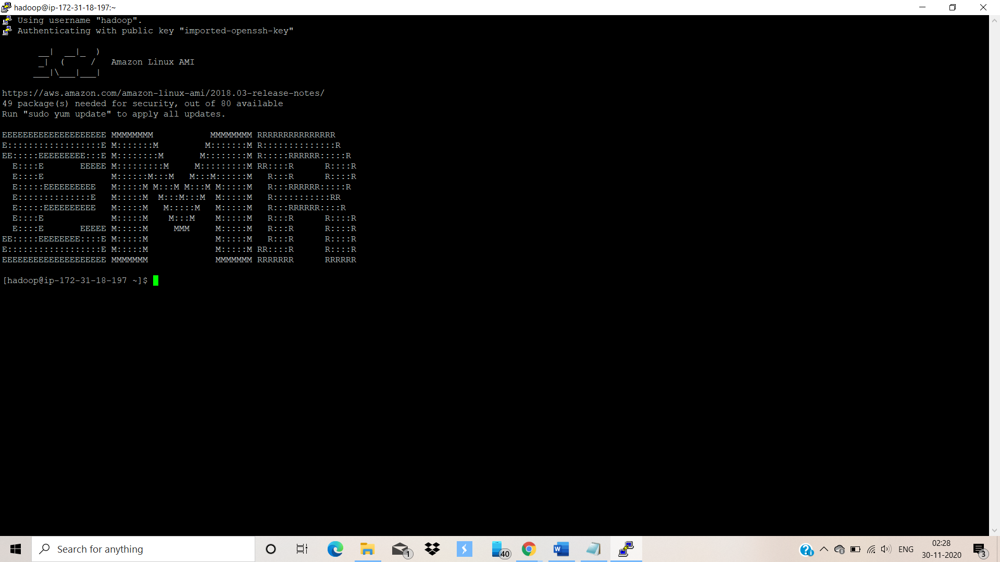 hadoop@ip-172-31-18-197:~
Using username "hadoop".
Authenticating with public key "imported-openssh-key"
       __|  __|_  )
       _|  (     /   Amazon Linux AMI
      ___|\___|___|
https://aws.amazon.com/amazon-linux-ami/2018.03-release-notes/
49 package(s) needed for security, out of 80 available
Run "sudo yum update" to apply all updates.
EEEEEEEEEEEEEEEEEEEE MMMMMMMM           MMMMMMMM RRRRRRRRRRRRRRR
E::::::::::::::::::E M:::::::M         M:::::::M R::::::::::::::R
EE:::::EEEEEEEEE:::E M::::::::M       M::::::::M R:::::RRRRRR:::::R
  E::::E       EEEEE M:::::::::M     M:::::::::M RR::::R      R::::R
  E::::E             M::::::M:::M   M:::M::::::M   R:::R      R::::R
  E:::::EEEEEEEEEE   M:::::M M:::M M:::M M:::::M   R:::RRRRRR:::::R
  E::::::::::::::E   M:::::M  M:::M:::M  M:::::M   R:::::::::::RR
  E:::::EEEEEEEEEE   M:::::M   M:::::M   M:::::M   R:::RRRRRR::::R
  E::::E             M:::::M    M:::M    M:::::M   R:::R      R::::R
  E::::E       EEEEE M:::::M     MMM     M:::::M   R:::R      R::::R
EE:::::EEEEEEEE::::E M:::::M             M:::::M   R:::R      R::::R
E::::::::::::::::::E M:::::M             M:::::M RR::::R      R::::R
EEEEEEEEEEEEEEEEEEEE MMMMMMM             MMMMMMM RRRRRRR      RRRRRR
[hadoop@ip-172-31-18-197 ~]$
Search for anything
1
40
W
ENG
02:28
30-11-2020
3